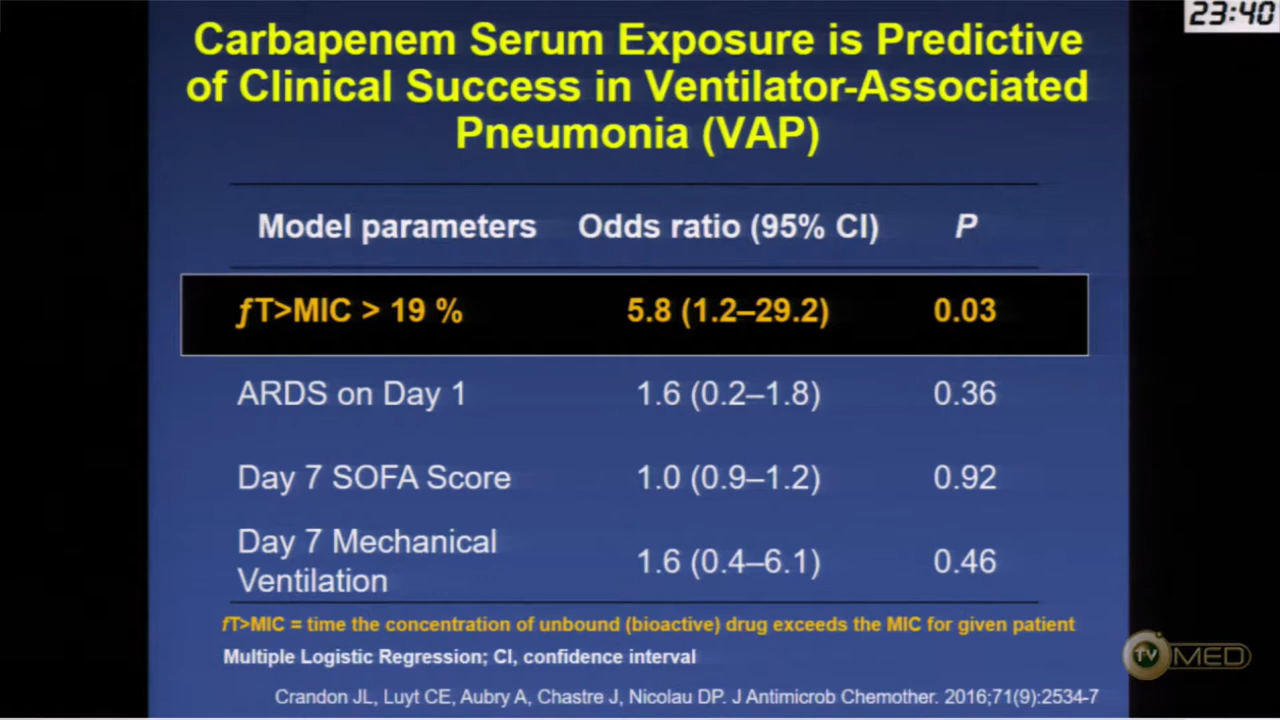 23:40
Carbapenem Serum Exposure is Predictive
of Clinical Success in Ventilator-Associated
Pneumonia (VAP)
Model parameters Odds ratio (95% CI) P
ƒT>MIC > 19 % 5.8 (1.2–29.2) 0.03
ARDS on Day 1 1.6 (0.2–1.8) 0.36
Day 7 SOFA Score 1.0 (0.9–1.2) 0.92
Day 7 Mechanical
Ventilation 1.6 (0.4–6.1) 0.46
ƒT>MIC = time the concentration of unbound (bioactive) drug exceeds the MIC for given patient
Multiple Logistic Regression; CI, confidence interval
Crandon JL, Luyt CE, Aubry A, Chastre J, Nicolau DP. J Antimicrob Chemother. 2016;71(9):2534-7
TV MED